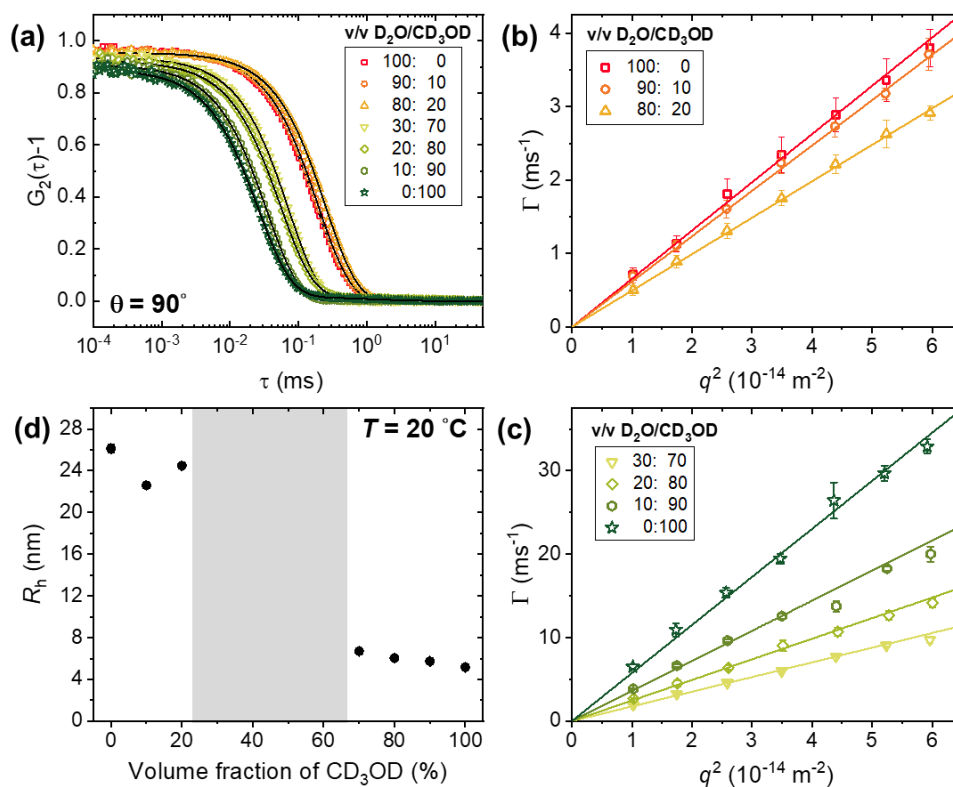 (a)
v/v D₂O/CD₃OD
100: 0
90: 10
80: 20
30: 70
20: 80
10: 90
0:100
θ = 90°
G₂(τ)-1
1.0
0.8
0.6
0.4
0.2
0.0
10⁻⁴ 10⁻³ 10⁻² 10⁻¹ 10⁰ 10¹
τ (ms)
(b)
v/v D₂O/CD₃OD
100: 0
90: 10
80: 20
Γ (ms⁻¹)
4
3
2
1
0
0 1 2 3 4 5 6
q² (10⁻¹⁴ m⁻²)
(d)
T = 20 °C
Rₕ (nm)
28
24
20
16
12
8
4
0
0 20 40 60 80 100
Volume fraction of CD₃OD (%)
(c)
v/v D₂O/CD₃OD
30: 70
20: 80
10: 90
0:100
Γ (ms⁻¹)
30
20
10
0
0 1 2 3 4 5 6
q² (10⁻¹⁴ m⁻²)